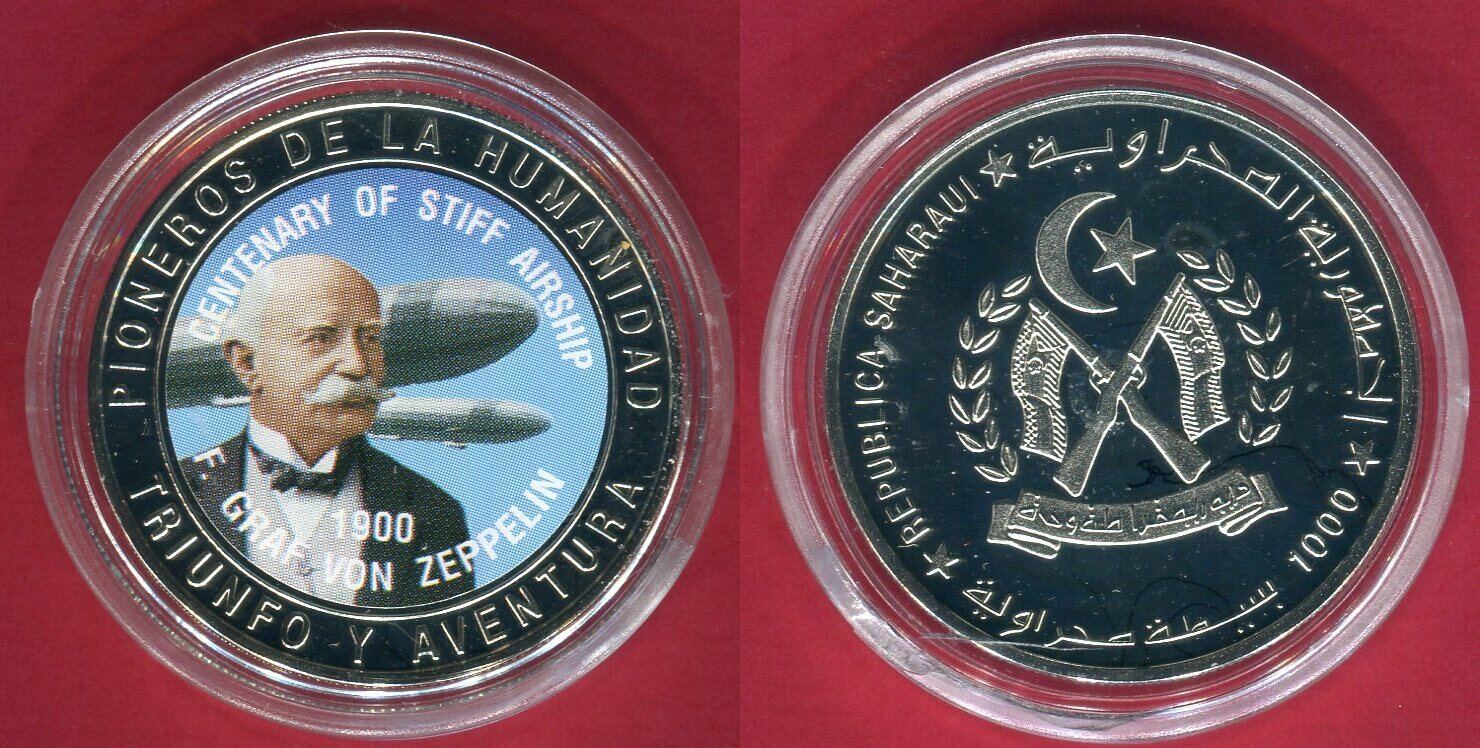 PIONEROS DE LA HUMANIDAD
TRIUNFO Y AVENTURA
CENTENARY OF STIFF AIRSHIP
1900
F. GRAF VON ZEPPELIN
REPUBLICA SAHARAUI
الجمهورية الصحراوية
1000 بسيطة صحراوية